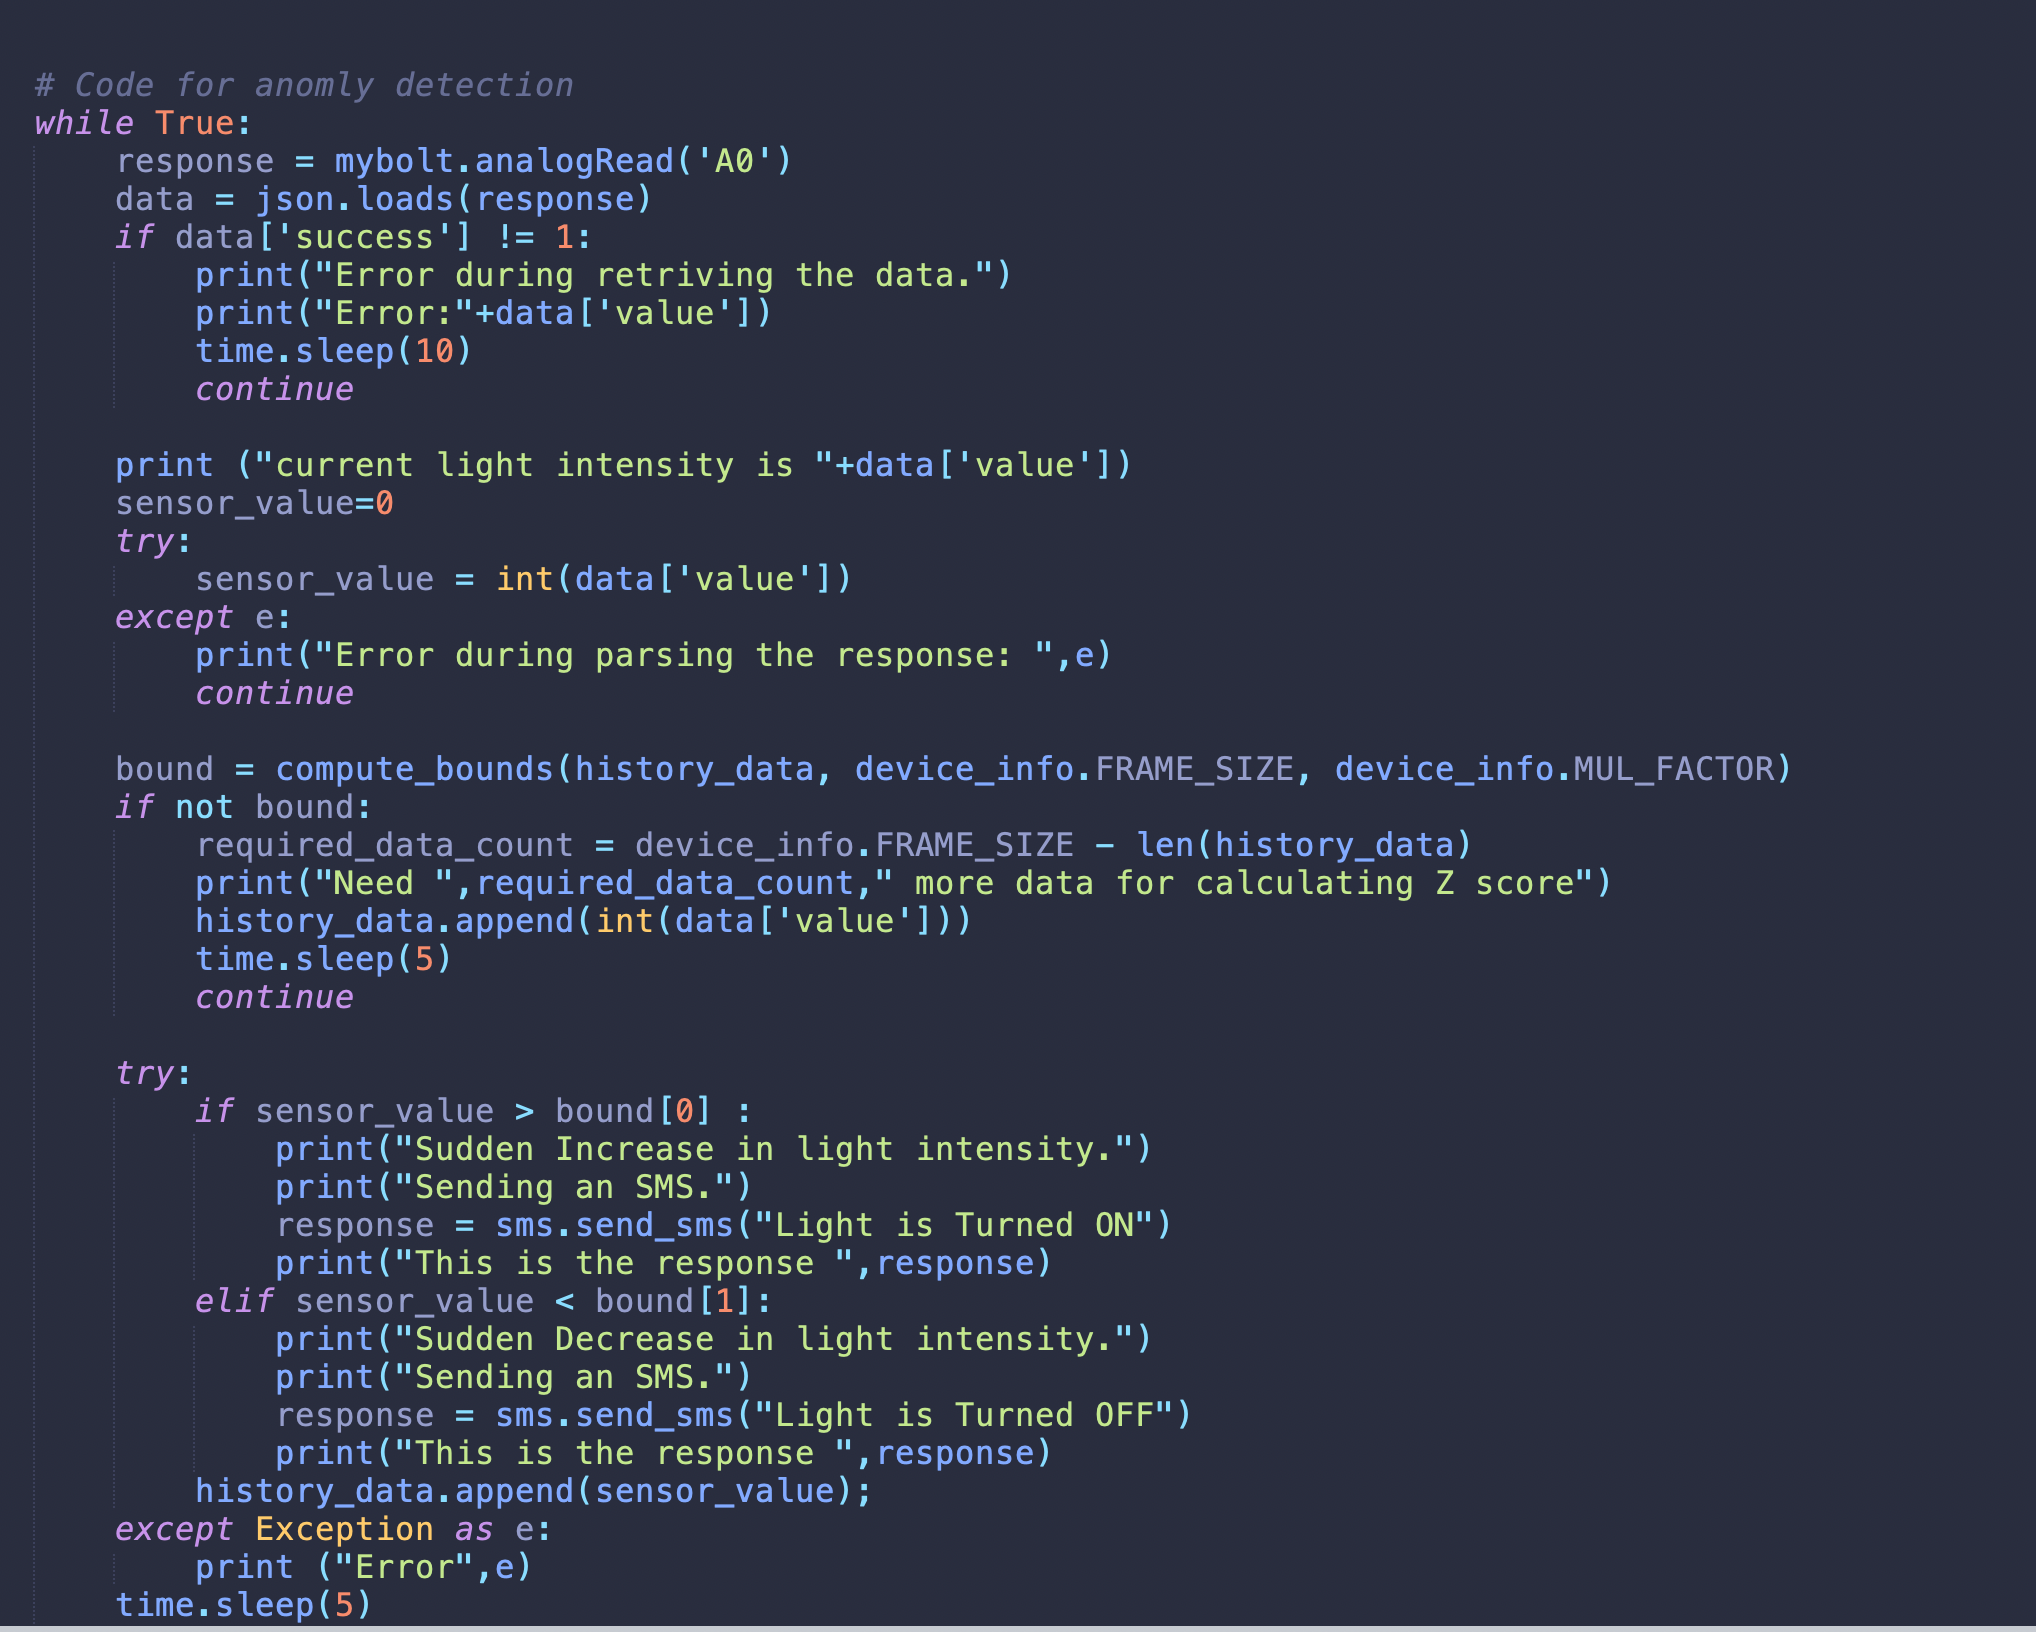 # Code for anomly detection
while True:
    response = mybolt.analogRead('A0')
    data = json.loads(response)
    if data['success'] != 1:
        print("Error during retriving the data.")
        print("Error:"+data['value'])
        time.sleep(10)
        continue

    print ("current light intensity is "+data['value'])
    sensor_value=0
    try:
        sensor_value = int(data['value'])
    except e:
        print("Error during parsing the response: ",e)
        continue

    bound = compute_bounds(history_data, device_info.FRAME_SIZE, device_info.MUL_FACTOR)
    if not bound:
        required_data_count = device_info.FRAME_SIZE - len(history_data)
        print("Need ",required_data_count," more data for calculating Z score")
        history_data.append(int(data['value']))
        time.sleep(5)
        continue

    try:
        if sensor_value > bound[0] :
            print("Sudden Increase in light intensity.")
            print("Sending an SMS.")
            response = sms.send_sms("Light is Turned ON")
            print("This is the response ",response)
        elif sensor_value < bound[1]:
            print("Sudden Decrease in light intensity.")
            print("Sending an SMS.")
            response = sms.send_sms("Light is Turned OFF")
            print("This is the response ",response)
        history_data.append(sensor_value);
    except Exception as e:
        print ("Error",e)
    time.sleep(5)